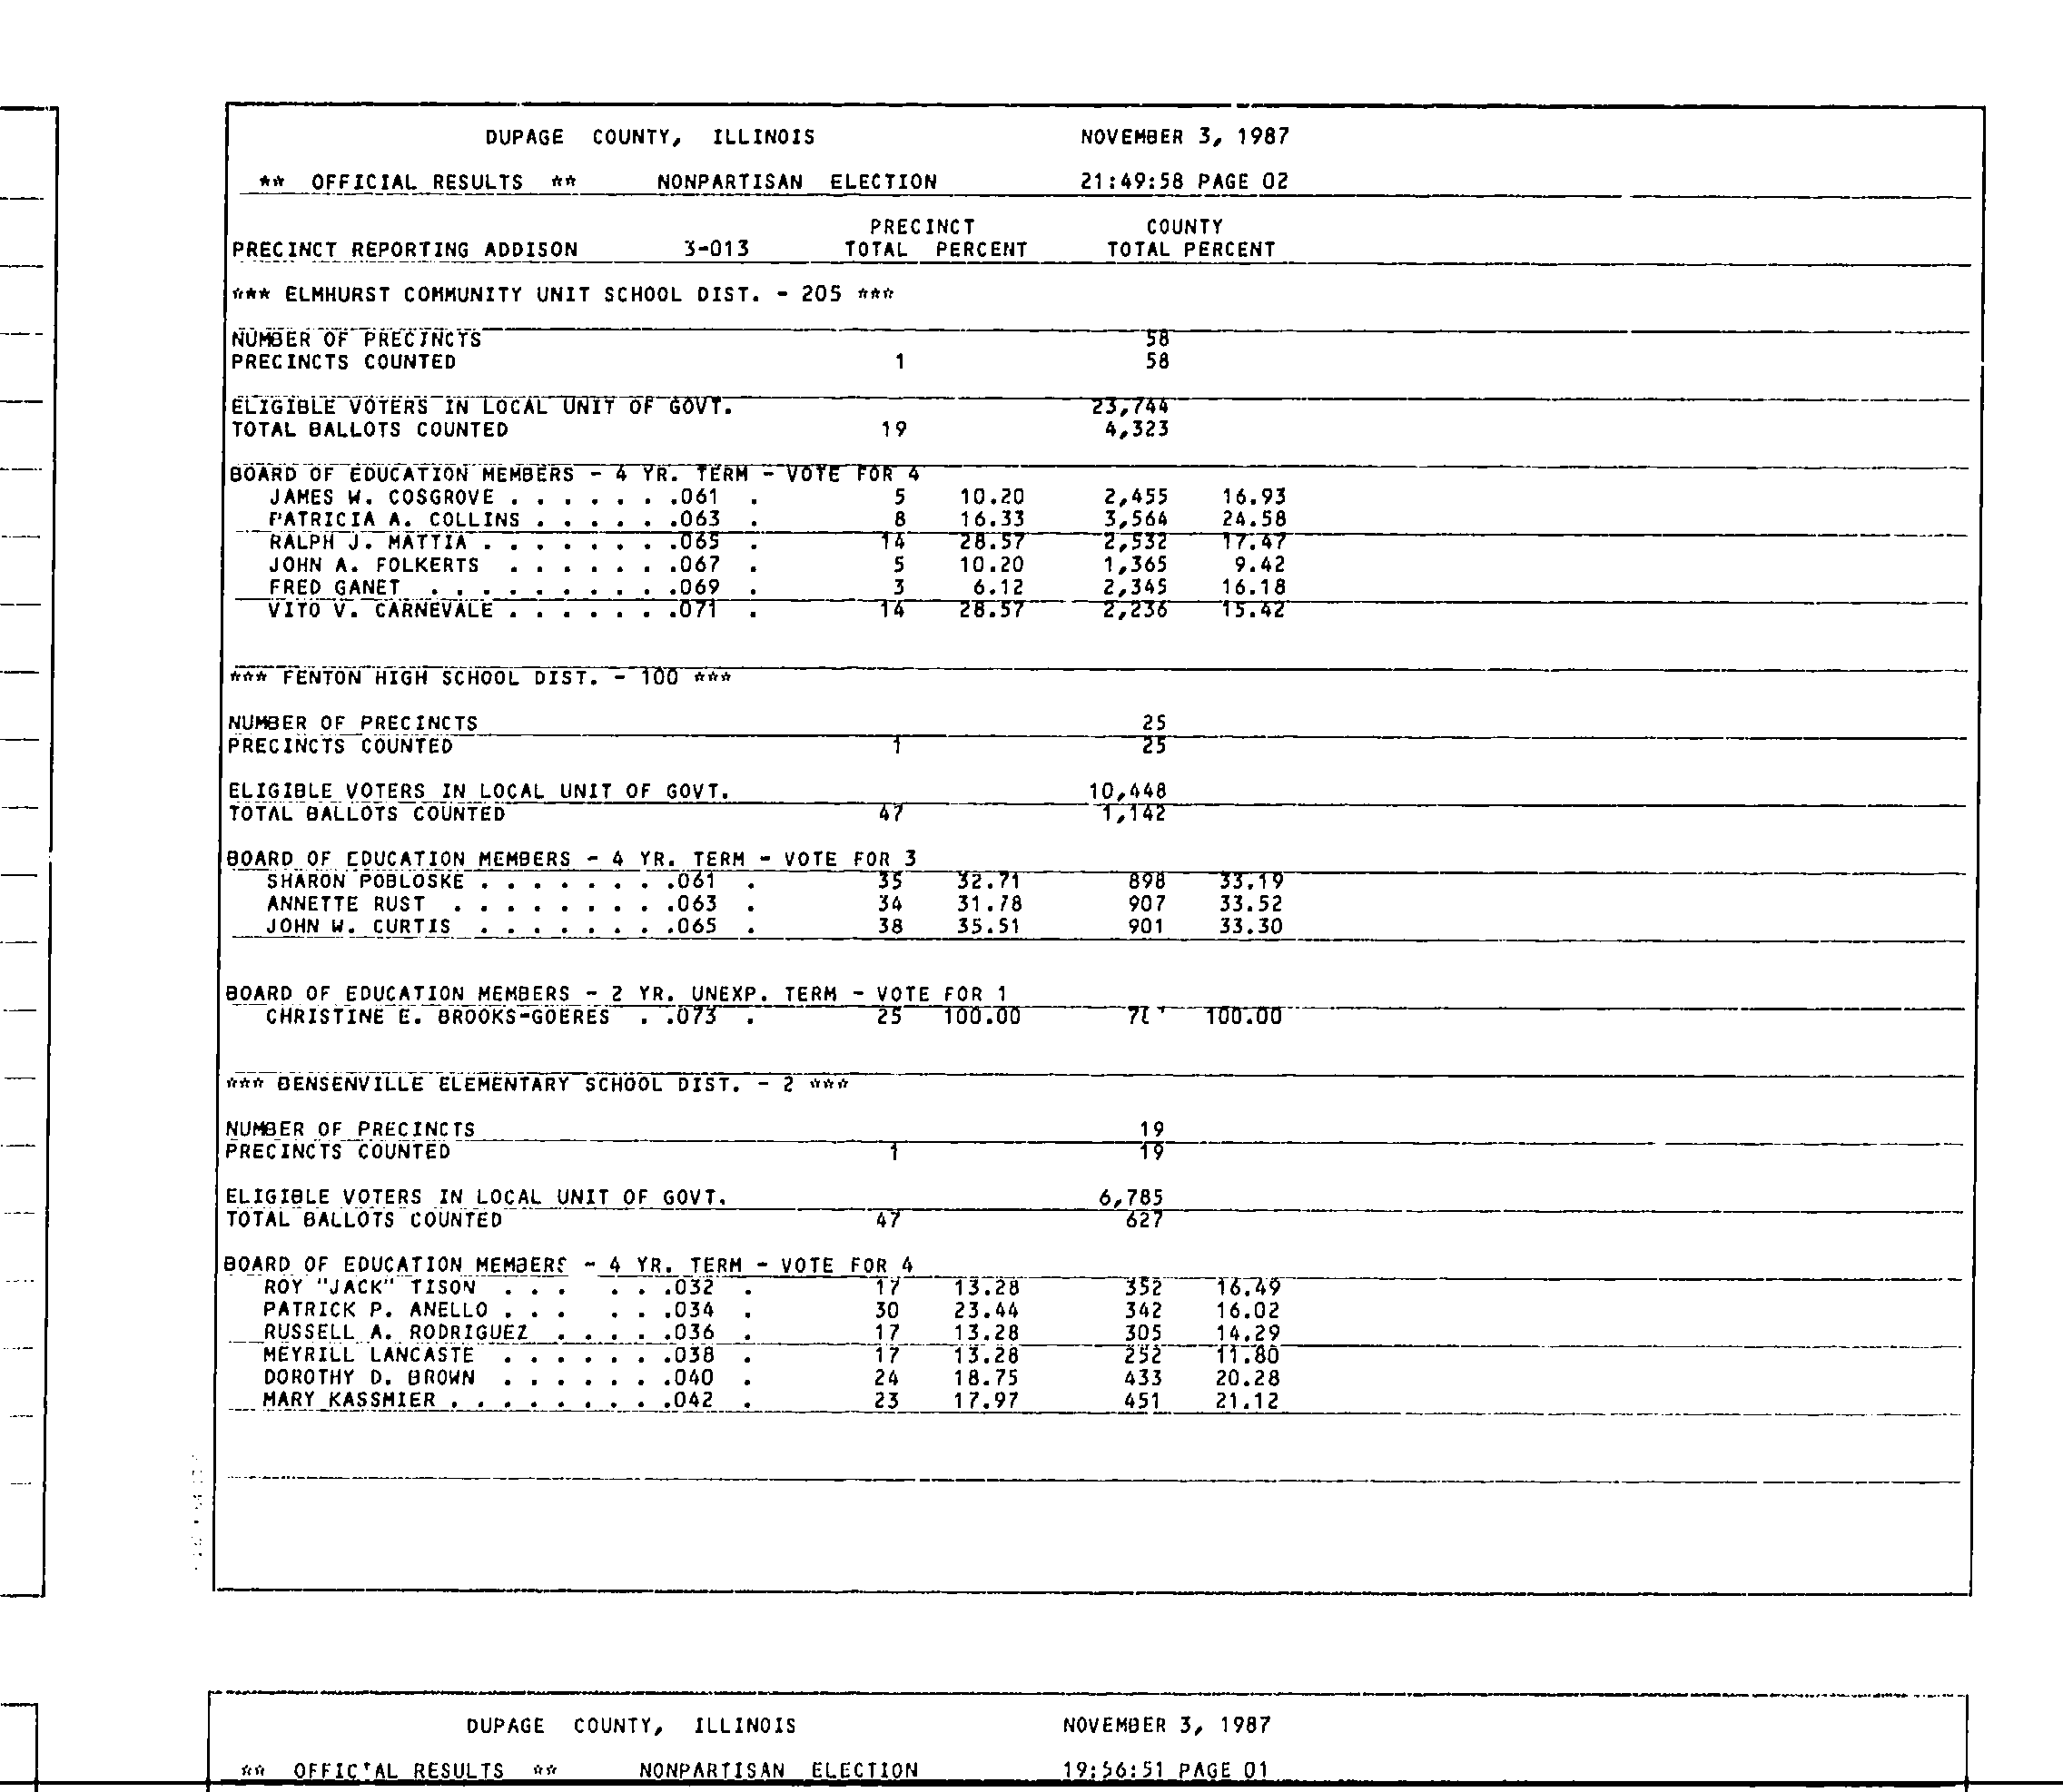 DUPAGE COUNTY, ILLINOIS NOVEMBER 3, 1987
** OFFICIAL RESULTS ** NONPARTISAN ELECTION 21:49:58 PAGE 02
PRECINCT COUNTY
PRECINCT REPORTING ADDISON 3-013 TOTAL PERCENT TOTAL PERCENT
*** ELMHURST COMMUNITY UNIT SCHOOL DIST. - 205 ***
NUMBER OF PRECINCTS 58
PRECINCTS COUNTED 1 58
ELIGIBLE VOTERS IN LOCAL UNIT OF GOVT. 23,744
TOTAL BALLOTS COUNTED 19 4,323
BOARD OF EDUCATION MEMBERS - 4 YR. TERM - VOTE FOR 4
JAMES W. COSGROVE . . . . . . .061 . 5 10.20 2,455 16.93
PATRICIA A. COLLINS . . . . . .063 . 8 16.33 3,564 24.58
RALPH J. MATTIA . . . . . . . .065 . 14 28.57 2,532 17.47
JOHN A. FOLKERTS . . . . . . .067 . 5 10.20 1,365 9.42
FRED GANET . . . . . . . . . .069 . 3 6.12 2,345 16.18
VITO V. CARNEVALE . . . . . . .071 . 14 28.57 2,236 15.42
*** FENTON HIGH SCHOOL DIST. - 100 ***
NUMBER OF PRECINCTS 25
PRECINCTS COUNTED 1 25
ELIGIBLE VOTERS IN LOCAL UNIT OF GOVT. 10,448
TOTAL BALLOTS COUNTED 47 1,142
BOARD OF EDUCATION MEMBERS - 4 YR. TERM - VOTE FOR 3
SHARON POBLOSKE . . . . . . . .061 . 35 32.71 898 33.19
ANNETTE RUST . . . . . . . . .063 . 34 31.78 907 33.52
JOHN W. CURTIS . . . . . . . .065 . 38 35.51 901 33.30
BOARD OF EDUCATION MEMBERS - 2 YR. UNEXP. TERM - VOTE FOR 1
CHRISTINE E. BROOKS-GOERES . .073 . 25 100.00 100.00
*** BENSENVILLE ELEMENTARY SCHOOL DIST. - 2 ***
NUMBER OF PRECINCTS 19
PRECINCTS COUNTED 1 19
ELIGIBLE VOTERS IN LOCAL UNIT OF GOVT. 6,785
TOTAL BALLOTS COUNTED 47 627
BOARD OF EDUCATION MEMBERS - 4 YR. TERM - VOTE FOR 4
ROY "JACK" TISON . . . . . .032 . 17 13.28 352 16.49
PATRICK P. ANELLO . . . . . .034 . 30 23.44 342 16.02
RUSSELL A. RODRIGUEZ . . . . .036 . 17 13.28 305 14.29
MEYRILL LANCASTE . . . . . . .038 . 17 13.28 252 11.80
DOROTHY D. BROWN . . . . . . .040 . 24 18.75 433 20.28
MARY KASSMIER . . . . . . . . .042 . 23 17.97 451 21.12
DUPAGE COUNTY, ILLINOIS NOVEMBER 3, 1987
** OFFICIAL RESULTS ** NONPARTISAN ELECTION 19:56:51 PAGE 01